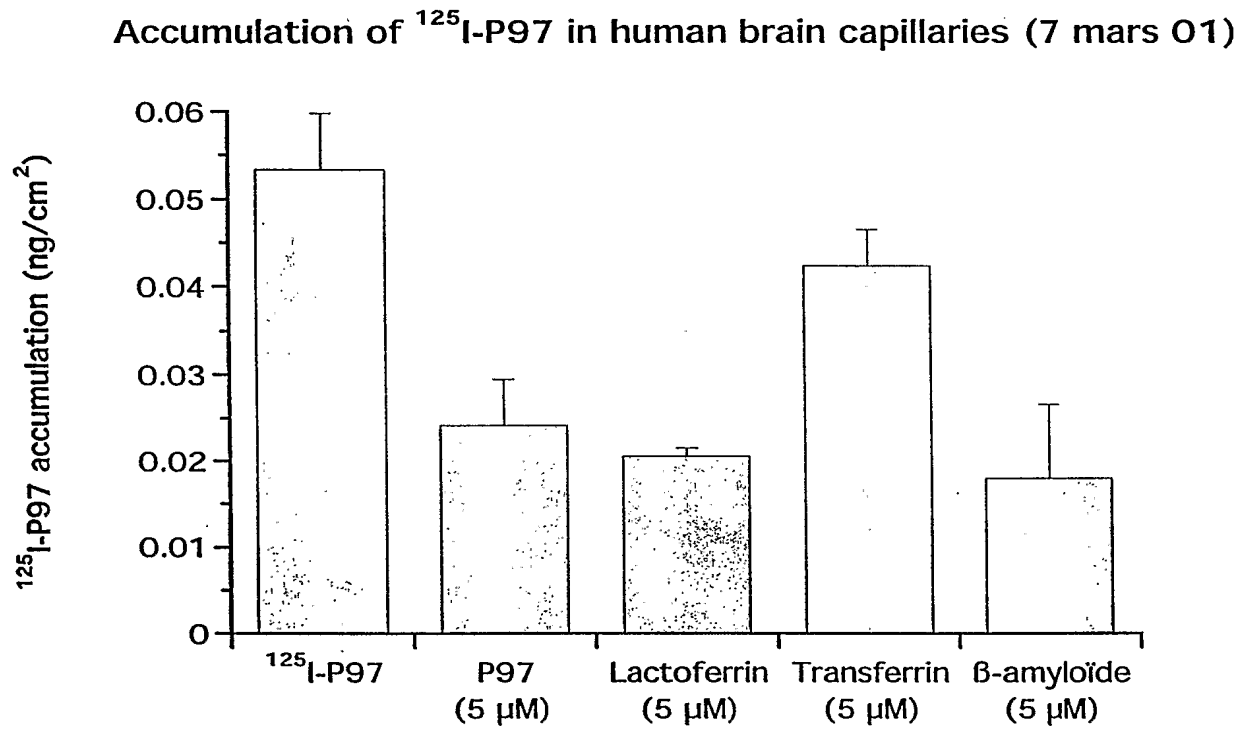 Accumulation of ¹²⁵I-P97 in human brain capillaries (7 mars 01)
¹²⁵I-P97 accumulation (ng/cm²)
0.06
0.05
0.04
0.03
0.02
0.01
0
¹²⁵I-P97
P97
(5 µM)
Lactoferrin
(5 µM)
Transferrin
(5 µM)
ß-amyloïde
(5 µM)